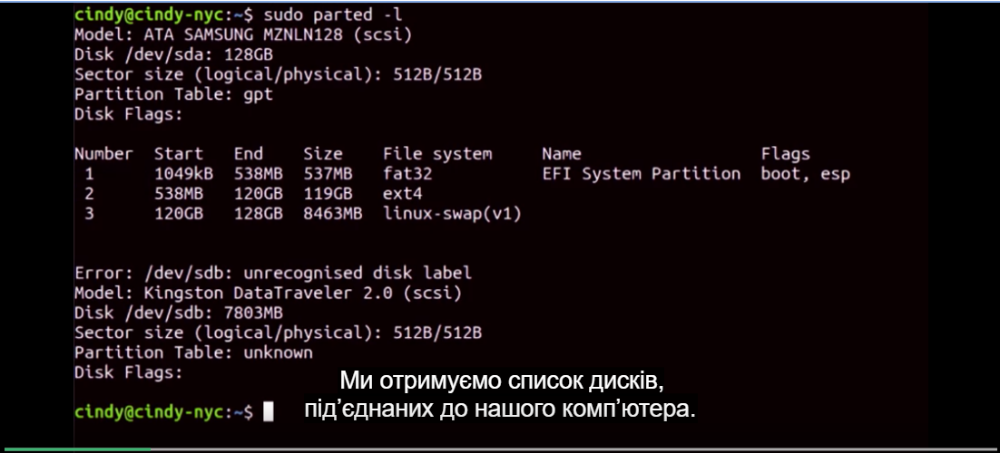 cindy@cindy-nyc:~$ sudo parted -l
Model: ATA SAMSUNG MZNLN128 (scsi)
Disk /dev/sda: 128GB
Sector size (logical/physical): 512B/512B
Partition Table: gpt
Disk Flags:
Number  Start   End    Size    File system     Name                  Flags
 1      1049kB  538MB  537MB   fat32           EFI System Partition  boot, esp
 2      538MB   120GB  119GB   ext4
 3      120GB   128GB  8463MB  linux-swap(v1)
Error: /dev/sdb: unrecognised disk label
Model: Kingston DataTraveler 2.0 (scsi)
Disk /dev/sdb: 7803MB
Sector size (logical/physical): 512B/512B
Partition Table: unknown
Disk Flags:
cindy@cindy-nyc:~$
Ми отримуємо список дисків,
під’єднаних до нашого комп’ютера.